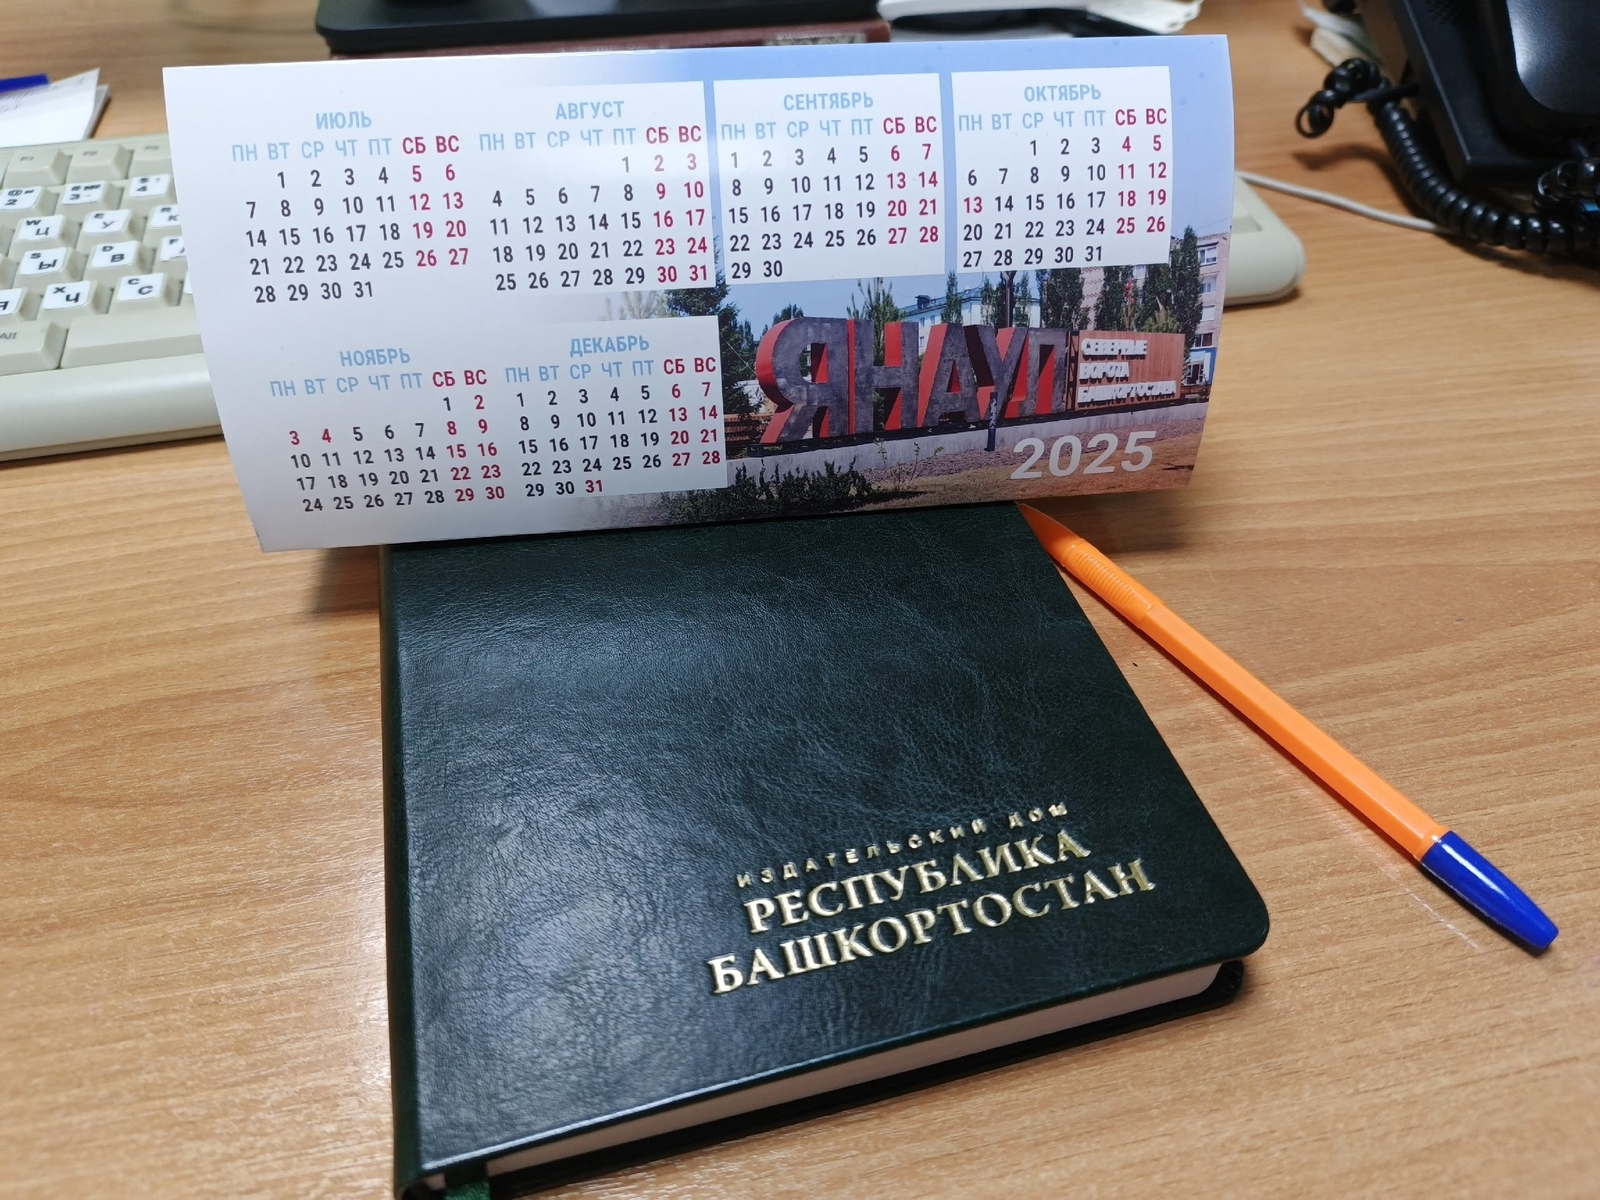 ИЮЛЬ
ПН ВТ СР ЧТ ПТ СБ ВС
1 2 3 4 5 6
7 8 9 10 11 12 13
14 15 16 17 18 19 20
21 22 23 24 25 26 27
28 29 30 31
АВГУСТ
ПН ВТ СР ЧТ ПТ СБ ВС
1 2 3
4 5 6 7 8 9 10
11 12 13 14 15 16 17
18 19 20 21 22 23 24
25 26 27 28 29 30 31
СЕНТЯБРЬ
ПН ВТ СР ЧТ ПТ СБ ВС
1 2 3 4 5 6 7
8 9 10 11 12 13 14
15 16 17 18 19 20 21
22 23 24 25 26 27 28
29 30
ОКТЯБРЬ
ПН ВТ СР ЧТ ПТ СБ ВС
1 2 3 4 5
6 7 8 9 10 11 12
13 14 15 16 17 18 19
20 21 22 23 24 25 26
27 28 29 30 31
НОЯБРЬ
ПН ВТ СР ЧТ ПТ СБ ВС
1 2
3 4 5 6 7 8 9
10 11 12 13 14 15 16
17 18 19 20 21 22 23
24 25 26 27 28 29 30
ДЕКАБРЬ
ПН ВТ СР ЧТ ПТ СБ ВС
1 2 3 4 5 6 7
8 9 10 11 12 13 14
15 16 17 18 19 20 21
22 23 24 25 26 27 28
29 30 31
ЯНАУЛ
СЕВЕРНЫЕ
ВОРОТА
БАШКОРТОСТАНА
2025
ИЗДАТЕЛЬСКИЙ ДОМ
РЕСПУБЛИКА
БАШКОРТОСТАН